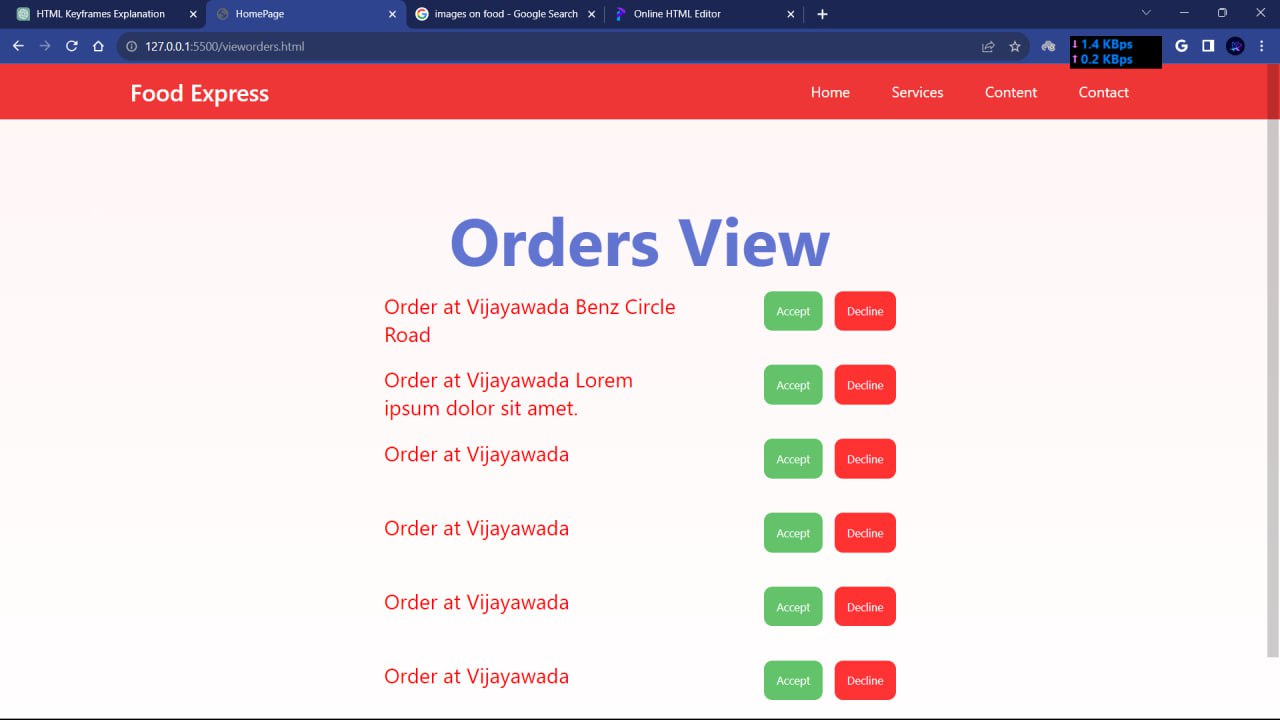 HTML Keyframes Explanation
HomePage
images on food - Google Search
Online HTML Editor
127.0.0.1:5500/vieworders.html
1.4 KBps
0.2 KBps
Food Express
Home
Services
Content
Contact
Orders View
Order at Vijayawada Benz Circle
Road
Accept
Decline
Order at Vijayawada Lorem
ipsum dolor sit amet.
Accept
Decline
Order at Vijayawada
Accept
Decline
Order at Vijayawada
Accept
Decline
Order at Vijayawada
Accept
Decline
Order at Vijayawada
Accept
Decline